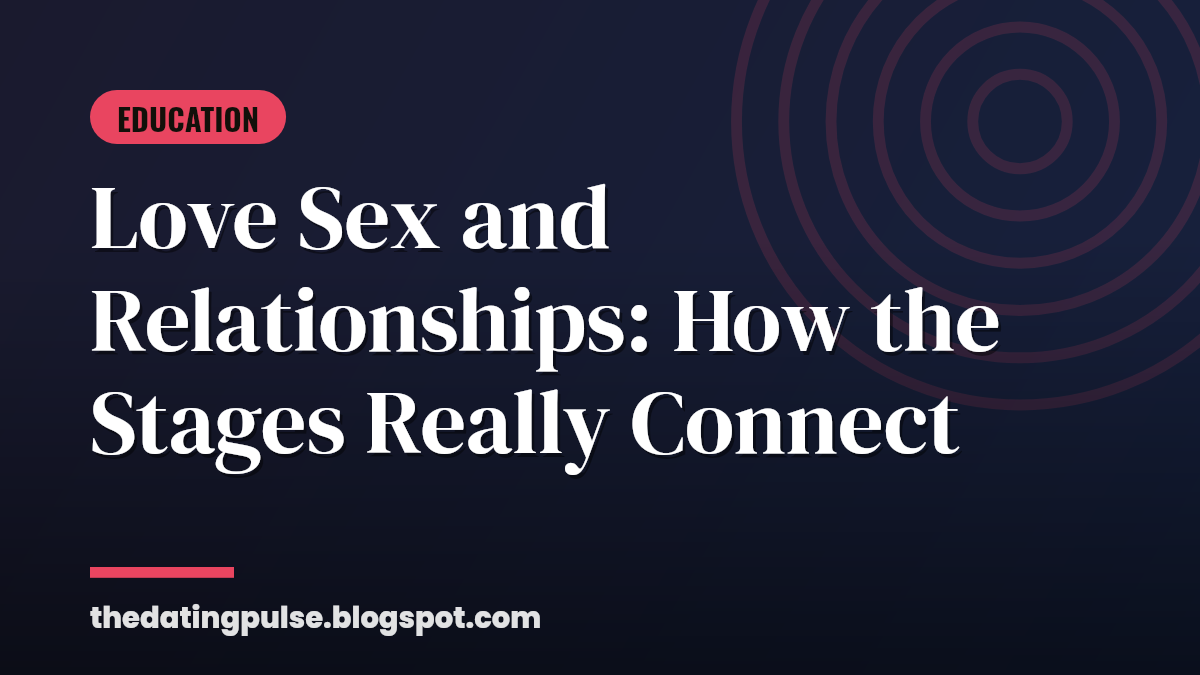 EDUCATION
Love Sex and
Relationships: How the
Stages Really Connect
thedatingpulse.blogspot.com